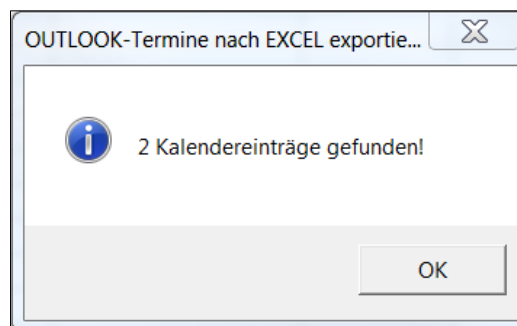 OUTLOOK-Termine nach EXCEL exportie...
2 Kalendereinträge gefunden!
OK